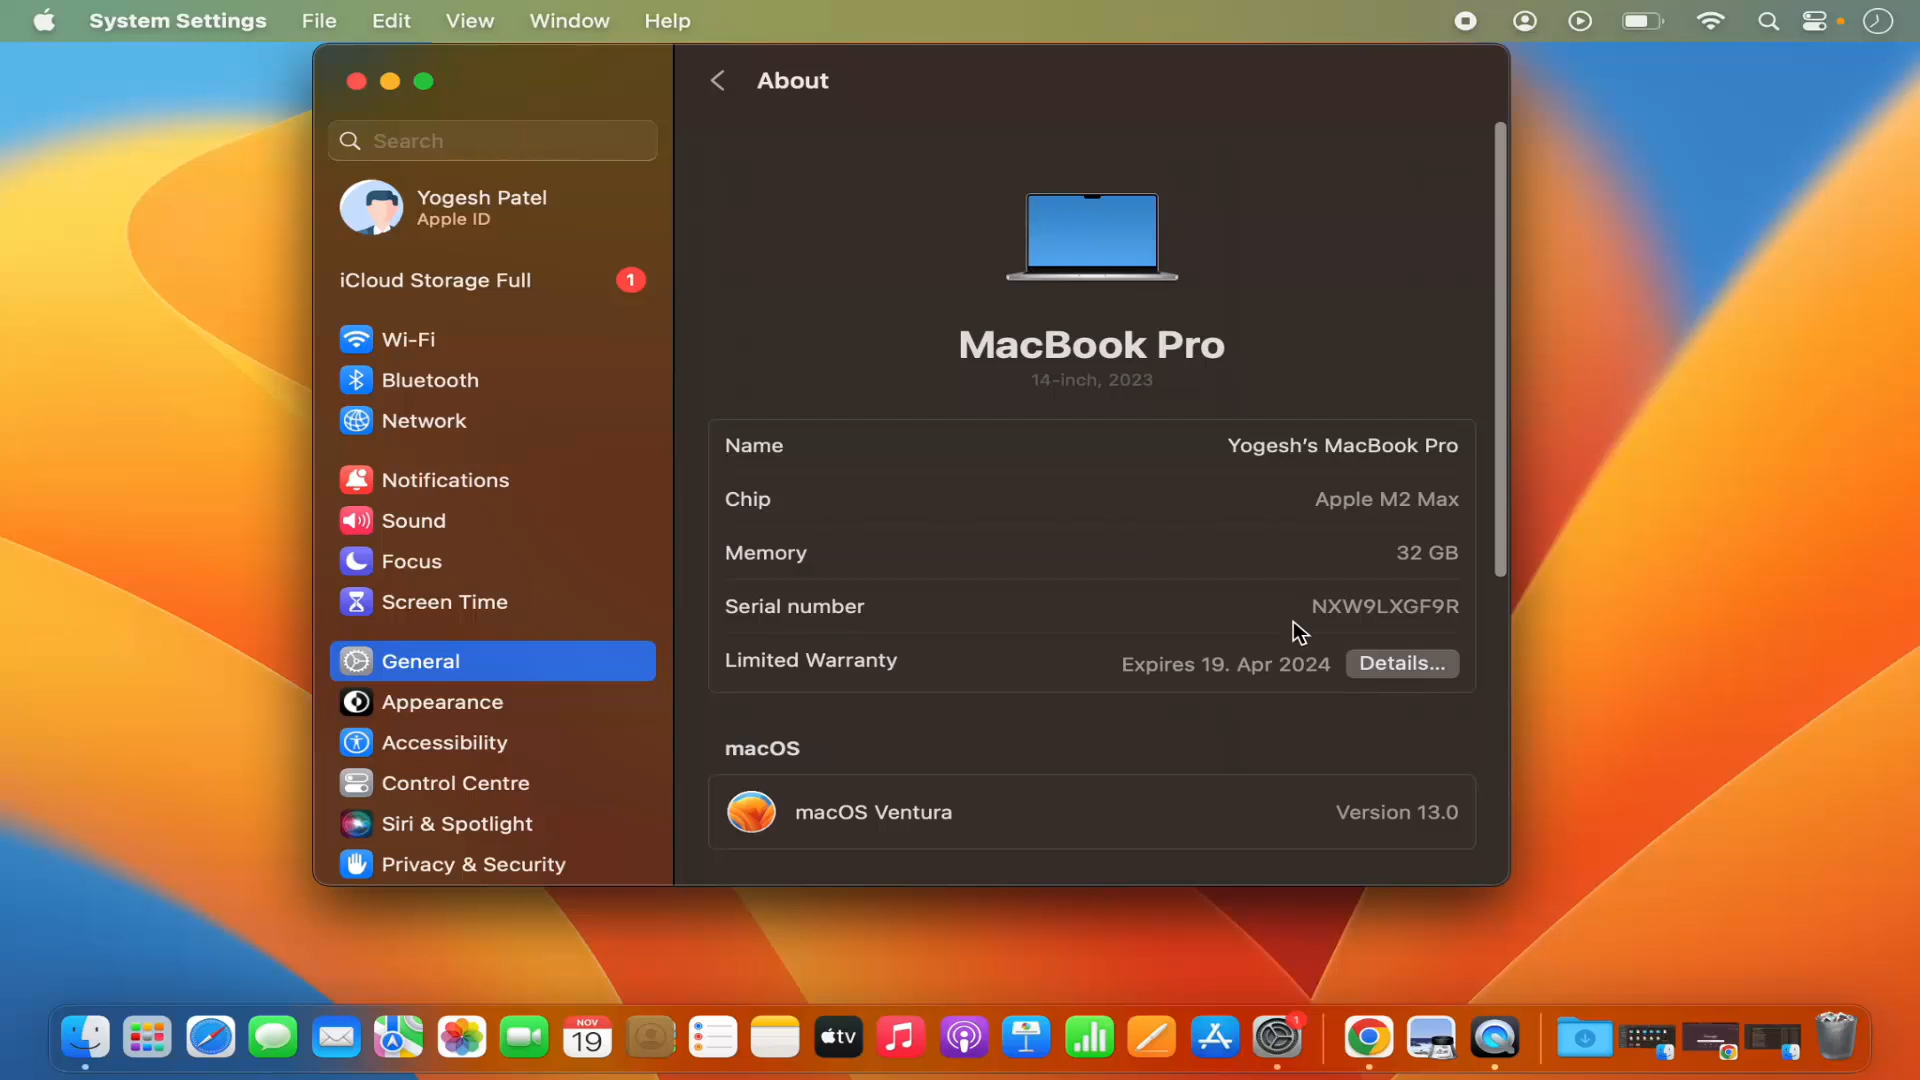 System Settings File Edit View Window Help
About
Search
Yogesh Patel
Apple ID
iCloud Storage Full 1
Wi-Fi
Bluetooth
Network
Notifications
Sound
Focus
Screen Time
General
Appearance
Accessibility
Control Centre
Siri & Spotlight
Privacy & Security
MacBook Pro
14-inch, 2023
Name Yogesh’s MacBook Pro
Chip Apple M2 Max
Memory 32 GB
Serial number NXW9LXGF9R
Limited Warranty Expires 19. Apr 2024 Details...
macOS
macOS Ventura Version 13.0
NOV
19
tv
1